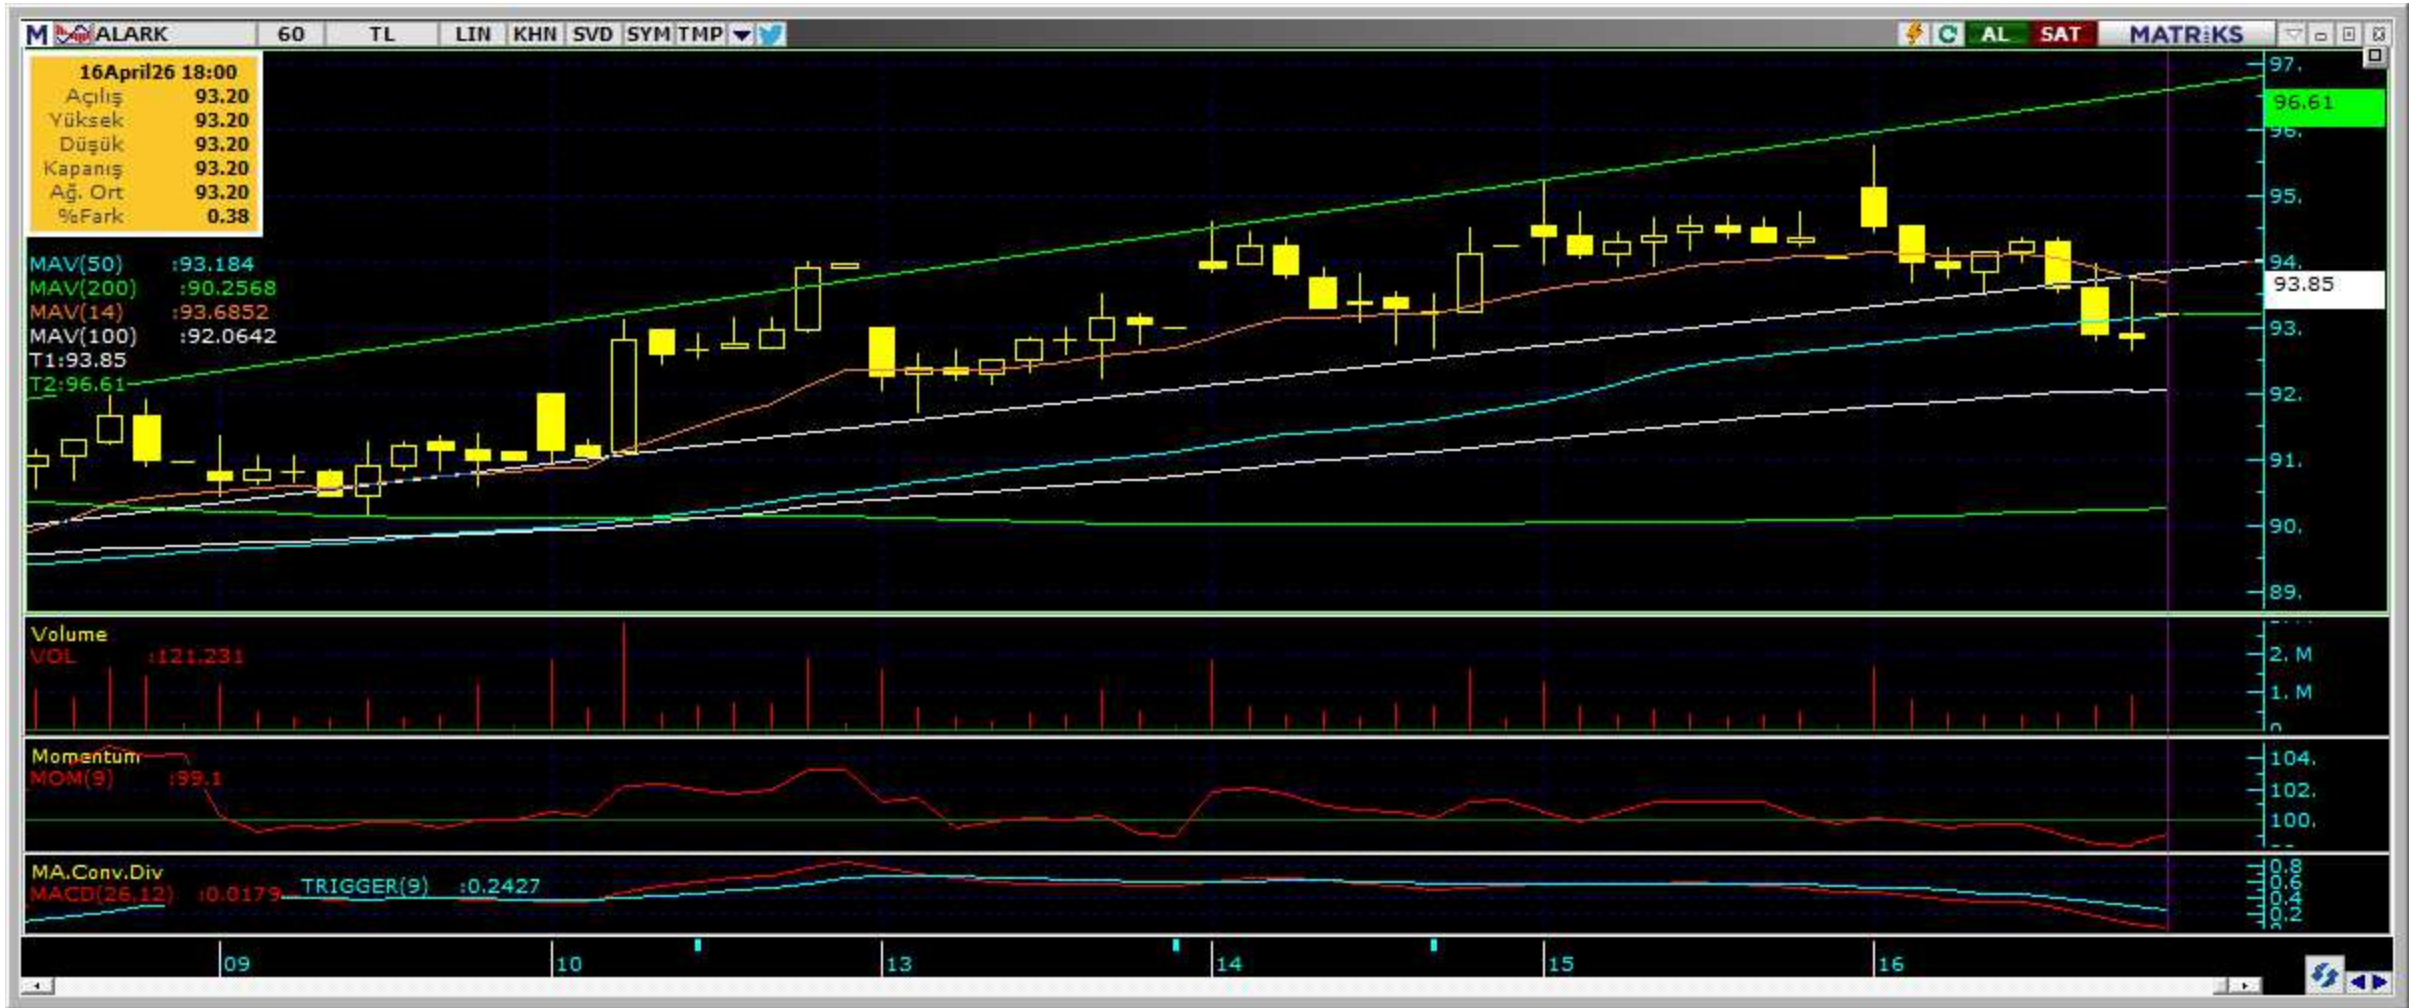 M ALARK 60 TL LIN KHN SVD SYM TMP AL SAT MATRiKS
16April26 18:00
Açılış 93.20
Yüksek 93.20
Düşük 93.20
Kapanış 93.20
Ağ. Ort 93.20
%Fark 0.38
MAV(50) :93.184
MAV(200) :90.2568
MAV(14) :93.6852
MAV(100) :92.0642
T1:93.85
T2:96.61
97.
96.61
96.
95.
94.
93.85
93.
92.
91.
90.
89.
Volume
VOL :121.231
2. M
1. M
0
Momentum
MOM(9) :99.1
104.
102.
100.
MA.Conv.Div
MACD(26,12) :0.0179 TRIGGER(9) :0.2427
0.8
0.6
0.4
0.2
0
09 10 13 14 15 16